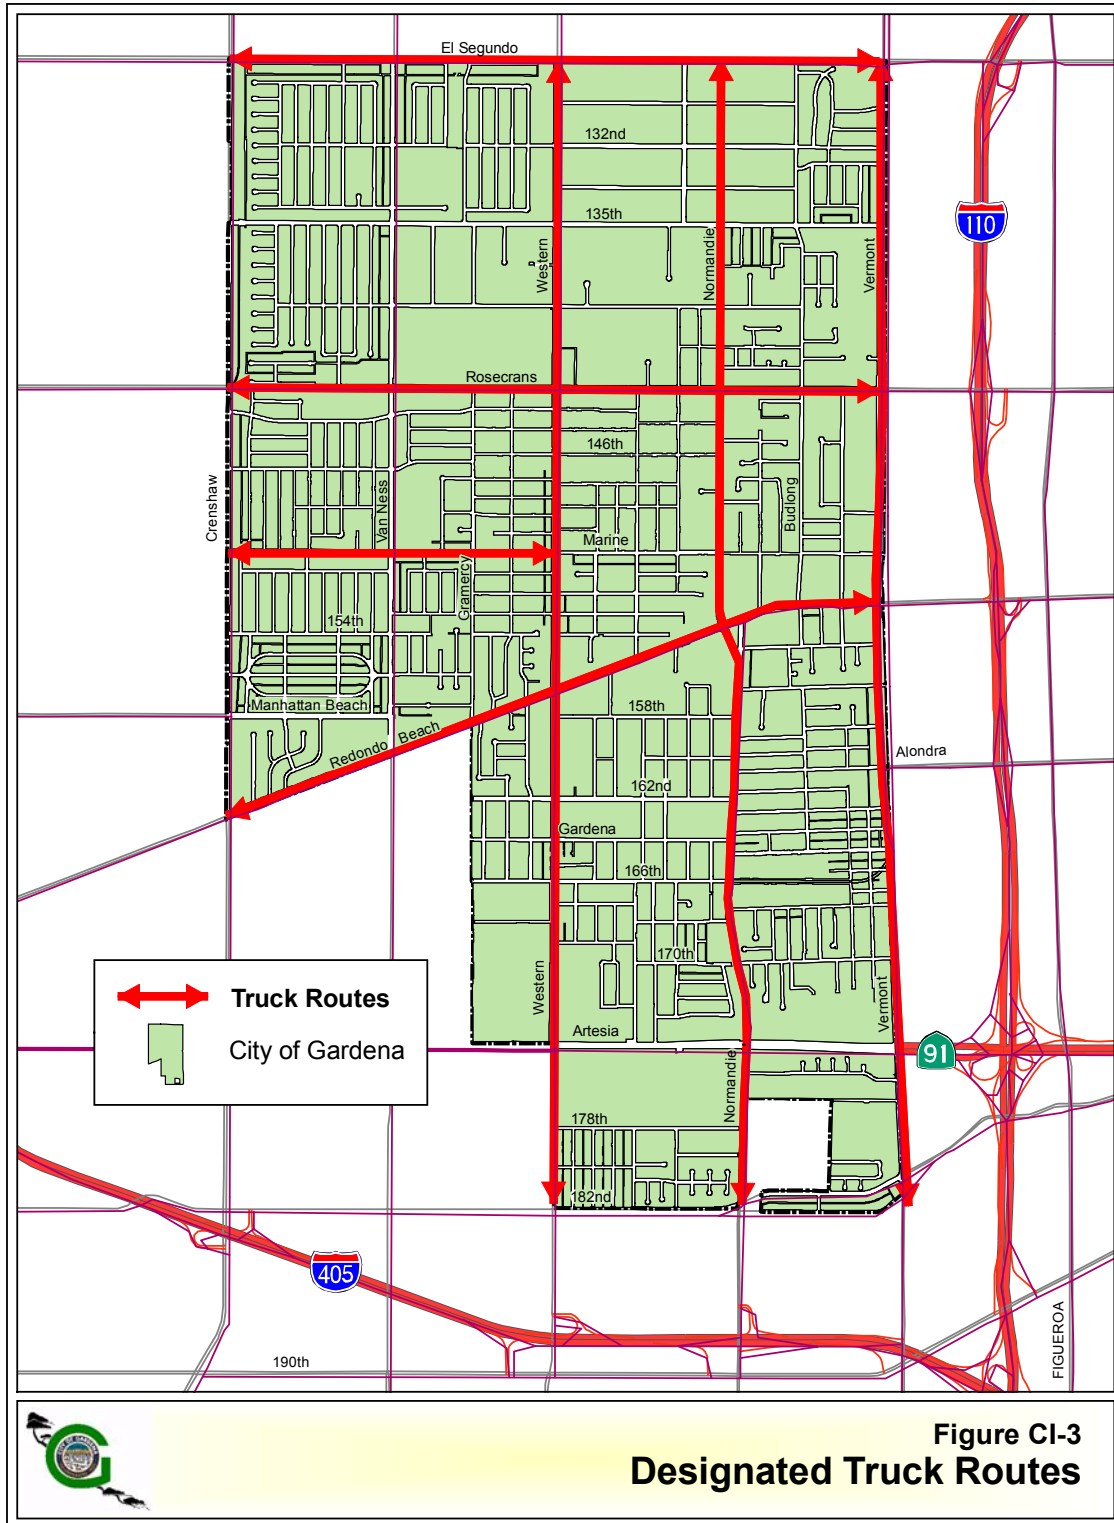 El Segundo
132nd
135th
110
Western
Normandie
Vermont
Rosecrans
146th
Crenshaw
Van Ness
Budlong
Marine
Gramercy
154th
Manhattan Beach
158th
Redondo Beach
Alondra
162nd
Gardena
166th
170th
Western
Vermont
Truck Routes
City of Gardena
Artesia
91
Normandie
178th
182nd
405
FIGUEROA
190th
Figure CI-3
Designated Truck Routes
G